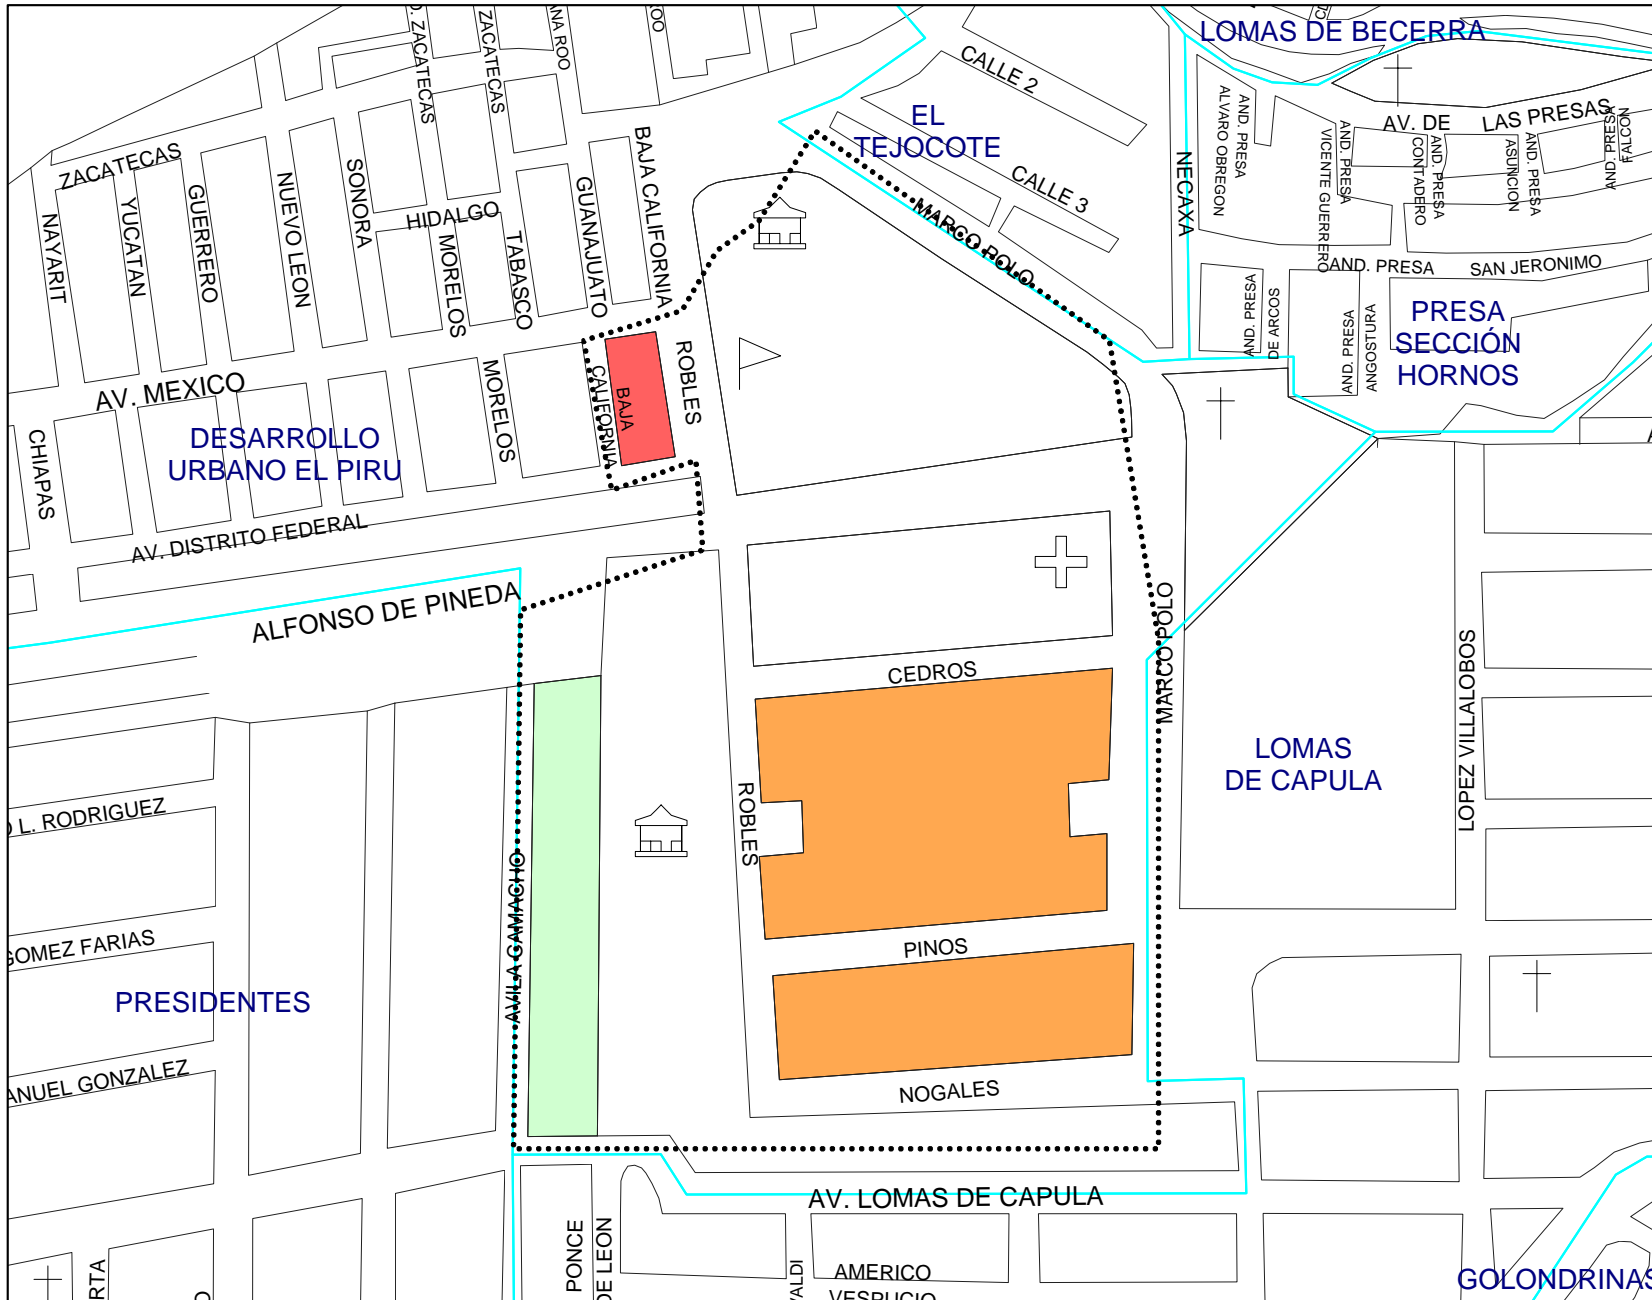 LOMAS DE BECERRA
ZACATECAS
CALLE 2
EL
TEJOCOTE
CALLE 3
MARCO POLO
NECAXA
AND. PRESA
ALVARO OBREGON
AV. DE
LAS PRESAS
AND. PRESA
VICENTE GUERRERO
AND. PRESA
CONTADERO
AND. PRESA
ASUNCION
AND. PRESA
FALCON
AND. PRESA
SAN JERONIMO
AND. PRESA
DE ARCOS
AND. PRESA
ANGOSTURA
PRESA
SECCIÓN
HORNOS
ZACATECAS
ZACATECAS
NAYARIT
YUCATAN
GUERRERO
NUEVO LEON
SONORA
HIDALGO
MORELOS
TABASCO
GUANAJUATO
BAJA CALIFORNIA
AV. MEXICO
MORELOS
BAJA
CALIFORNIA
ROBLES
CHIAPAS
DESARROLLO
URBANO EL PIRU
AV. DISTRITO FEDERAL
ALFONSO DE PINEDA
CEDROS
MARCO POLO
LOPEZ VILLALOBOS
LOMAS
DE CAPULA
L. RODRIGUEZ
ROBLES
AVILA CAMACHO
GOMEZ FARIAS
PINOS
PRESIDENTES
ANUEL GONZALEZ
NOGALES
AV. LOMAS DE CAPULA
PONCE
DE LEON
AMERICO
VESPUCIO
GOLONDRINAS